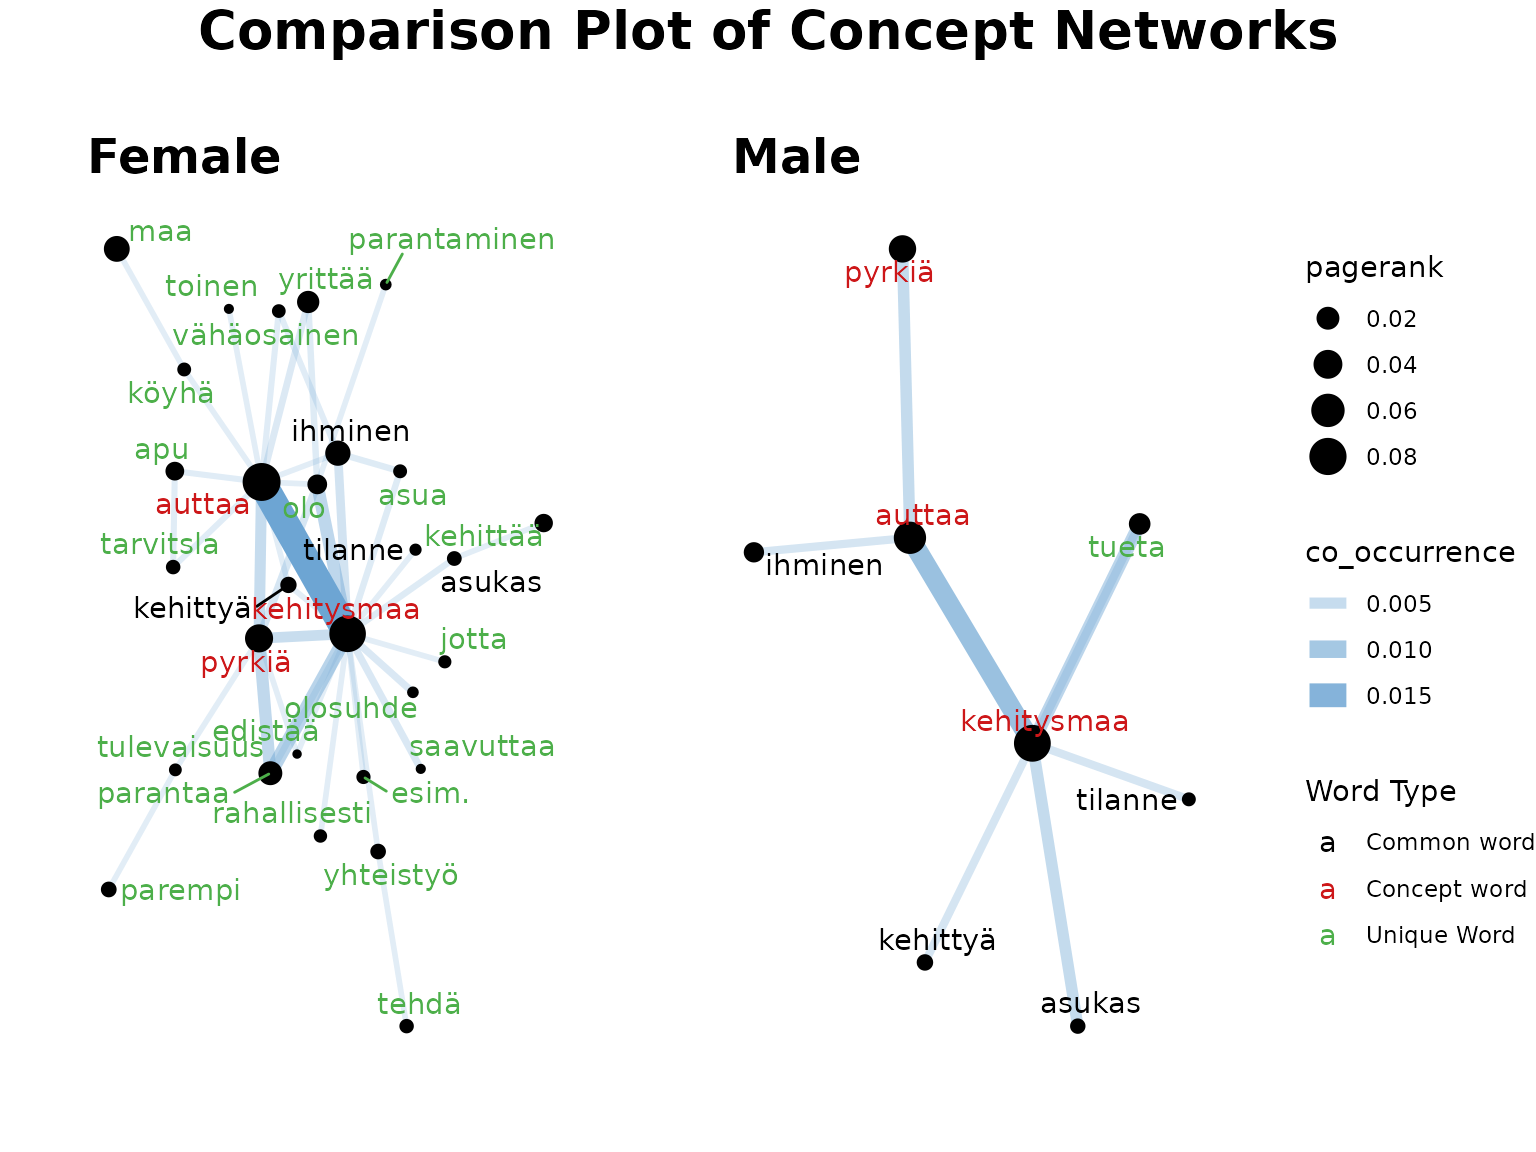 Comparison Plot of Concept Networks
Female
Male
maa
parantaminen
toinen
yrittää
vähäosainen
köyhä
ihminen
apu
auttaa
olo
asua
tarvitsla
tilanne
kehittää
asukas
kehittyä
kehitysmaa
pyrkiä
jotta
olosuhde
edistää
tulevaisuus
saavuttaa
parantaa
esim.
rahallisesti
yhteistyö
parempi
tehdä
pyrkiä
auttaa
ihminen
tueta
kehitysmaa
tilanne
kehittyä
asukas
pagerank
0.02
0.04
0.06
0.08
co_occurrence
0.005
0.010
0.015
Word Type
a Common word
a Concept word
a Unique Word